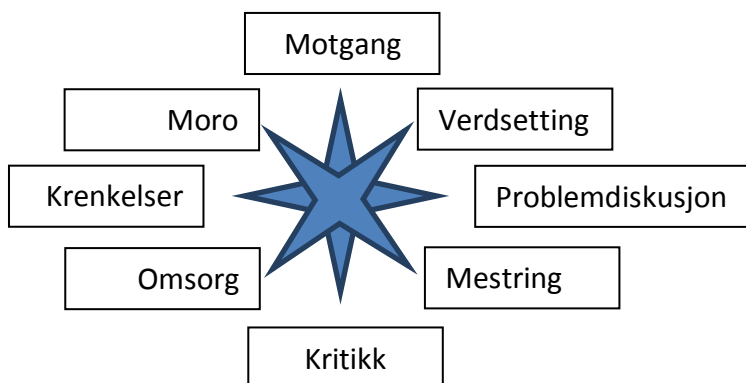 Motgang
Moro
Verdsetting
Krenkelser
Problemdiskusjon
Omsorg
Mestring
Kritikk